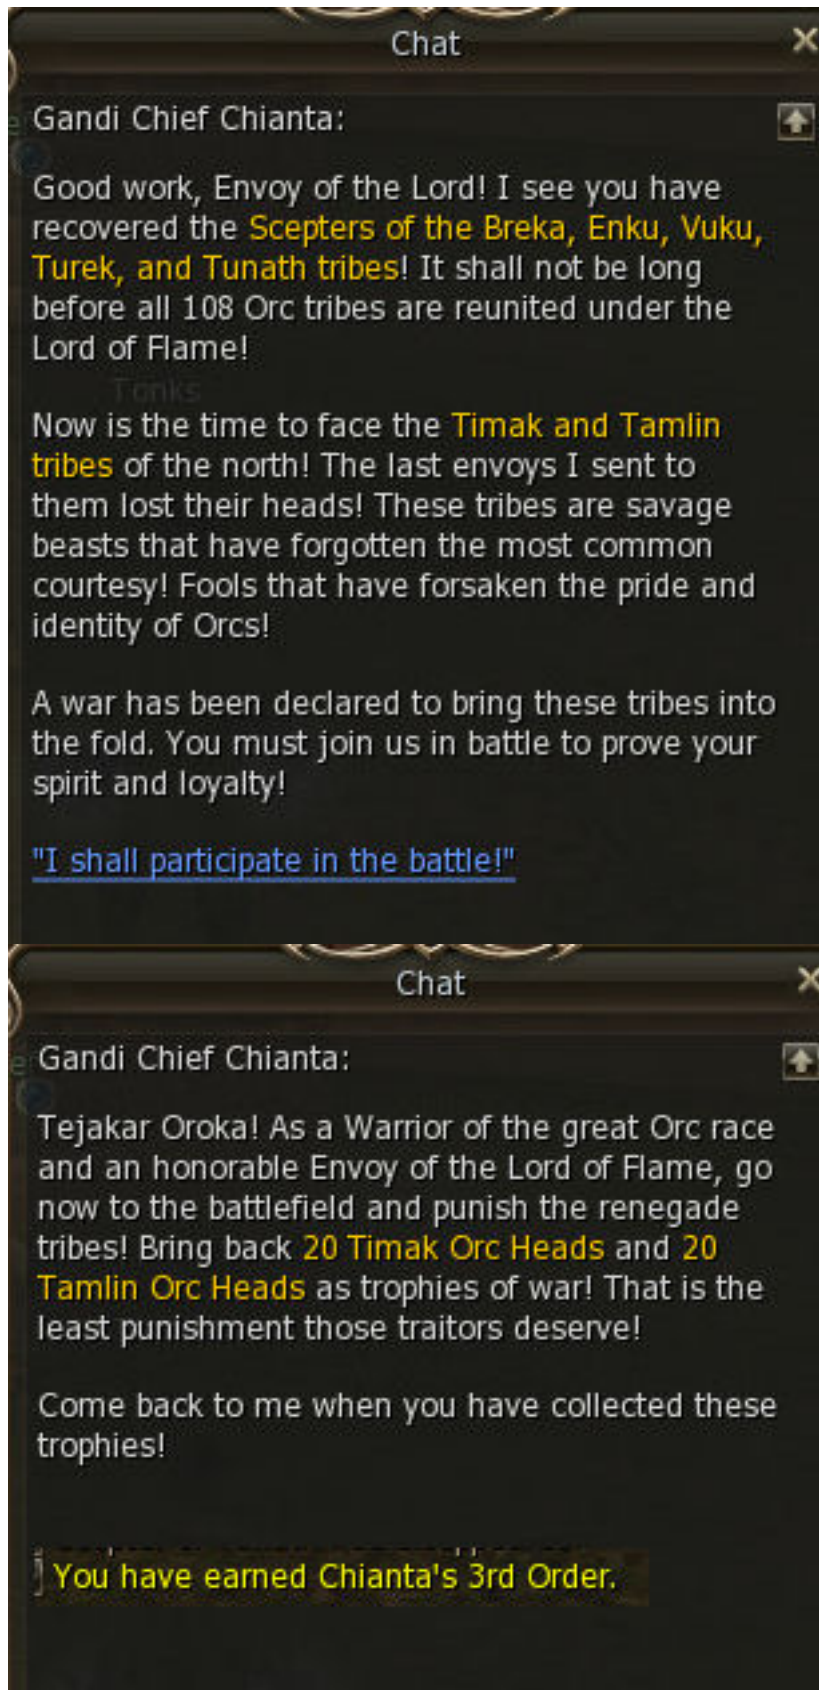 Chat
Gandi Chief Chianta:
Good work, Envoy of the Lord! I see you have
recovered the Scepters of the Breka, Enku, Vuku,
Turek, and Tunath tribes! It shall not be long
before all 108 Orc tribes are reunited under the
Lord of Flame!
Tonks
Now is the time to face the Timak and Tamlin
tribes of the north! The last envoys I sent to
them lost their heads! These tribes are savage
beasts that have forgotten the most common
courtesy! Fools that have forsaken the pride and
identity of Orcs!
A war has been declared to bring these tribes into
the fold. You must join us in battle to prove your
spirit and loyalty!
"I shall participate in the battle!"
Chat
Gandi Chief Chianta:
Tejakar Oroka! As a Warrior of the great Orc race
and an honorable Envoy of the Lord of Flame, go
now to the battlefield and punish the renegade
tribes! Bring back 20 Timak Orc Heads and 20
Tamlin Orc Heads as trophies of war! That is the
least punishment those traitors deserve!
Come back to me when you have collected these
trophies!
You have earned Chianta's 3rd Order.